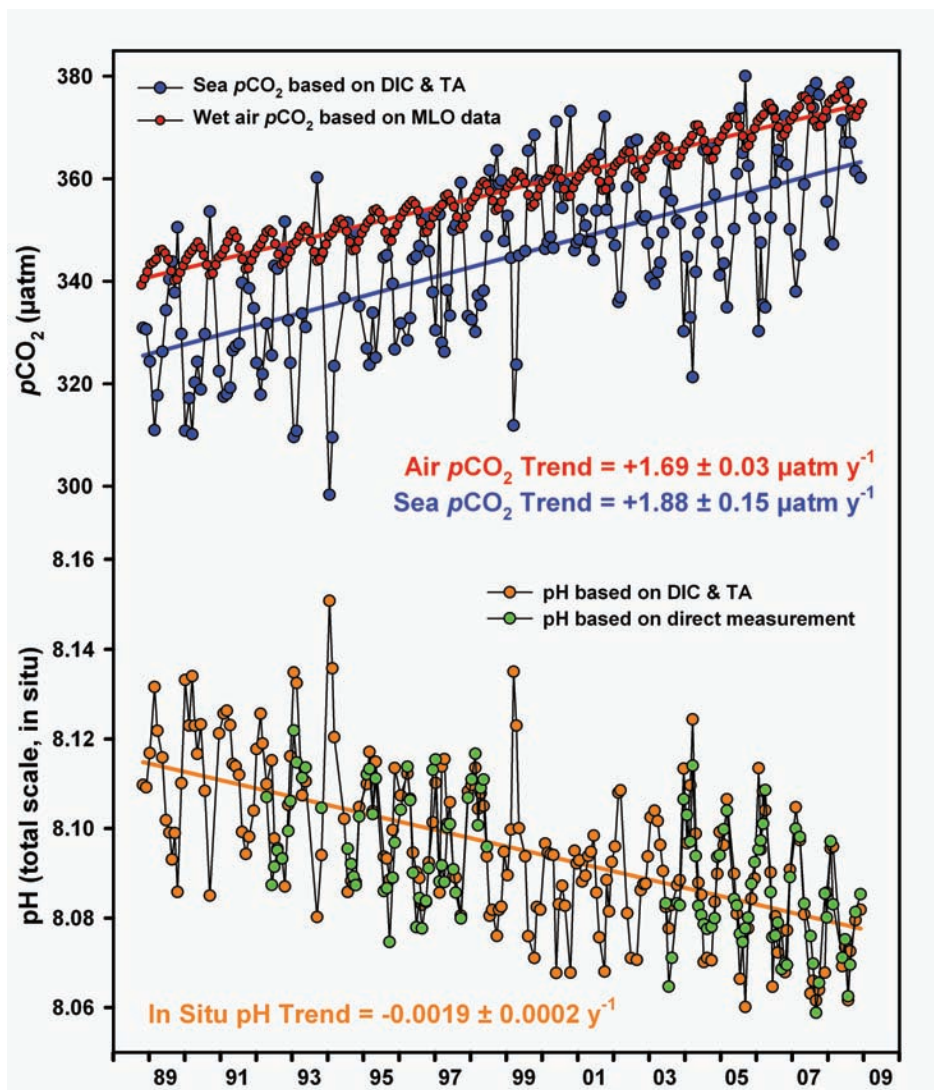 380
360
340
320
300
pCO₂ (µatm)
Sea pCO₂ based on DIC & TA
Wet air pCO₂ based on MLO data
Air pCO₂ Trend = +1.69 ± 0.03 µatm y⁻¹
Sea pCO₂ Trend = +1.88 ± 0.15 µatm y⁻¹
8.16
8.14
8.12
8.10
8.08
8.06
pH (total scale, in situ)
pH based on DIC & TA
pH based on direct measurement
In Situ pH Trend = -0.0019 ± 0.0002 y⁻¹
89 91 93 95 97 99 01 03 05 07 09